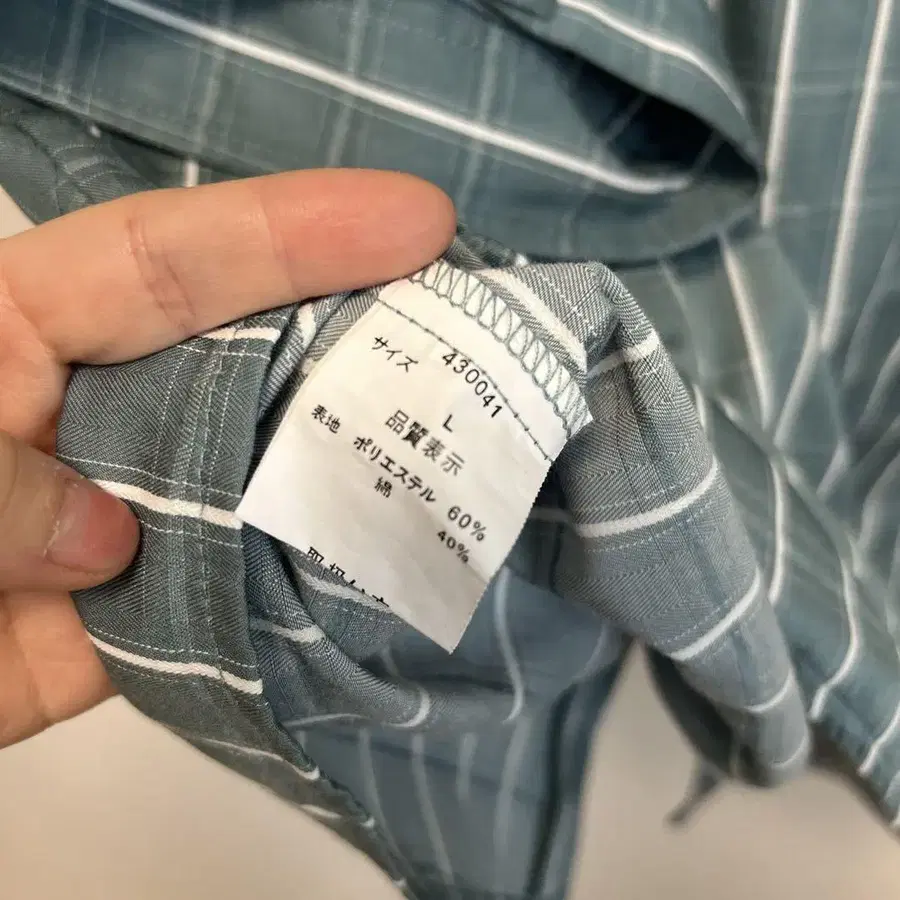 430041
サイズ L
品質表示
表地 ポリエステル 60%
綿 40%